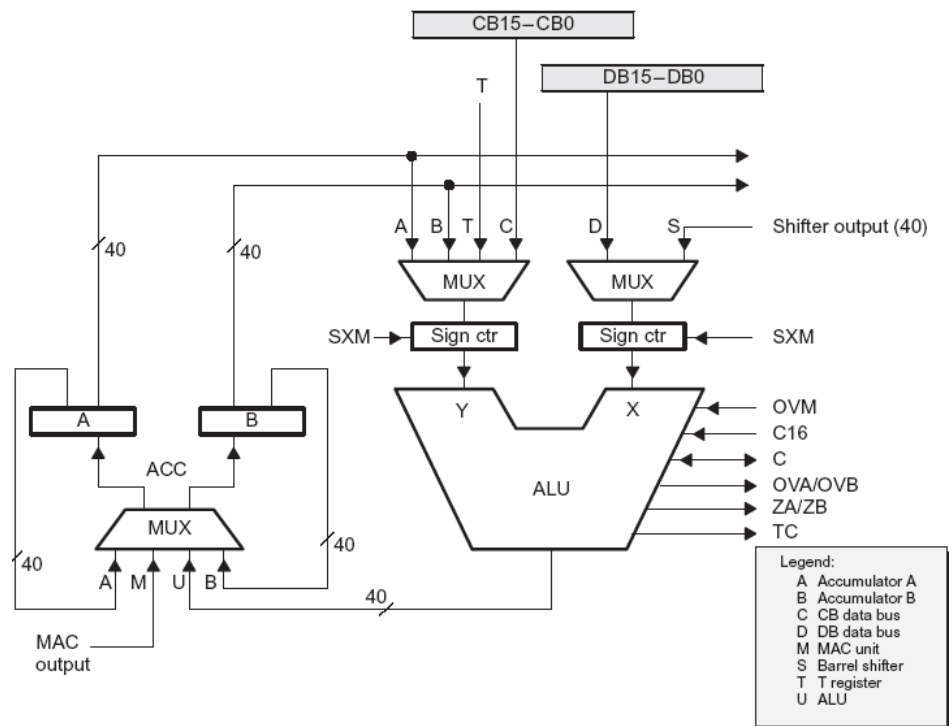 CB15–CB0
DB15–DB0
T
A B T C D S Shifter output (40)
40 40
MUX MUX
SXM Sign ctr Sign ctr SXM
Y X OVM
A B C16
C
ACC
ALU OVA/OVB
ZA/ZB
MUX
TC
40 40
A M U B
40
MAC
output
Legend:
A Accumulator A
B Accumulator B
C CB data bus
D DB data bus
M MAC unit
S Barrel shifter
T T register
U ALU